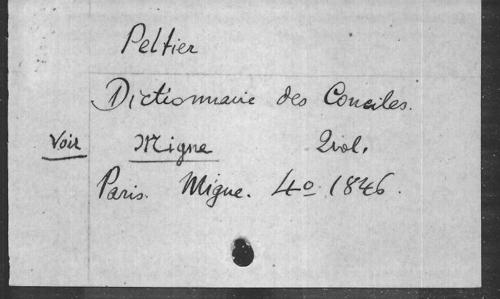 Peltier
Dictionnaire des Conciles.
Voir Migne 2vol.
Paris. Migne. 4o. 1846.